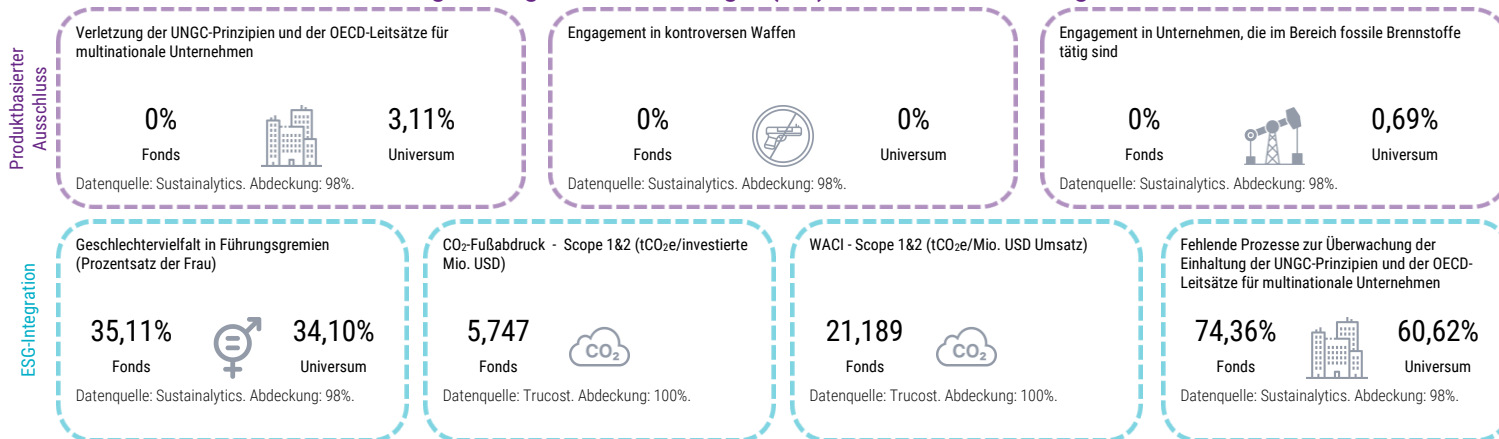 Produktbasierter
Ausschluss
Verletzung der UNGC-Prinzipien und der OECD-Leitsätze für
multinationale Unternehmen
0%
Fonds
3,11%
Universum
Datenquelle: Sustainalytics. Abdeckung: 98%.
Engagement in kontroversen Waffen
0%
Fonds
0%
Universum
Datenquelle: Sustainalytics. Abdeckung: 98%.
Engagement in Unternehmen, die im Bereich fossile Brennstoffe
tätig sind
0%
Fonds
0,69%
Universum
Datenquelle: Sustainalytics. Abdeckung: 98%.
ESG-Integration
Geschlechtervielfalt in Führungsgremien
(Prozentsatz der Frau)
35,11%
Fonds
34,10%
Universum
Datenquelle: Sustainalytics. Abdeckung: 98%.
CO₂-Fußabdruck - Scope 1&2 (tCO₂e/investierte
Mio. USD)
5,747
Fonds
CO₂
Datenquelle: Trucost. Abdeckung: 100%.
WACI - Scope 1&2 (tCO₂e/Mio. USD Umsatz)
21,189
Fonds
CO₂
Datenquelle: Trucost. Abdeckung: 100%.
Fehlende Prozesse zur Überwachung der
Einhaltung der UNGC-Prinzipien und der OECD-
Leitsätze für multinationale Unternehmen
74,36%
Fonds
60,62%
Universum
Datenquelle: Sustainalytics. Abdeckung: 98%.